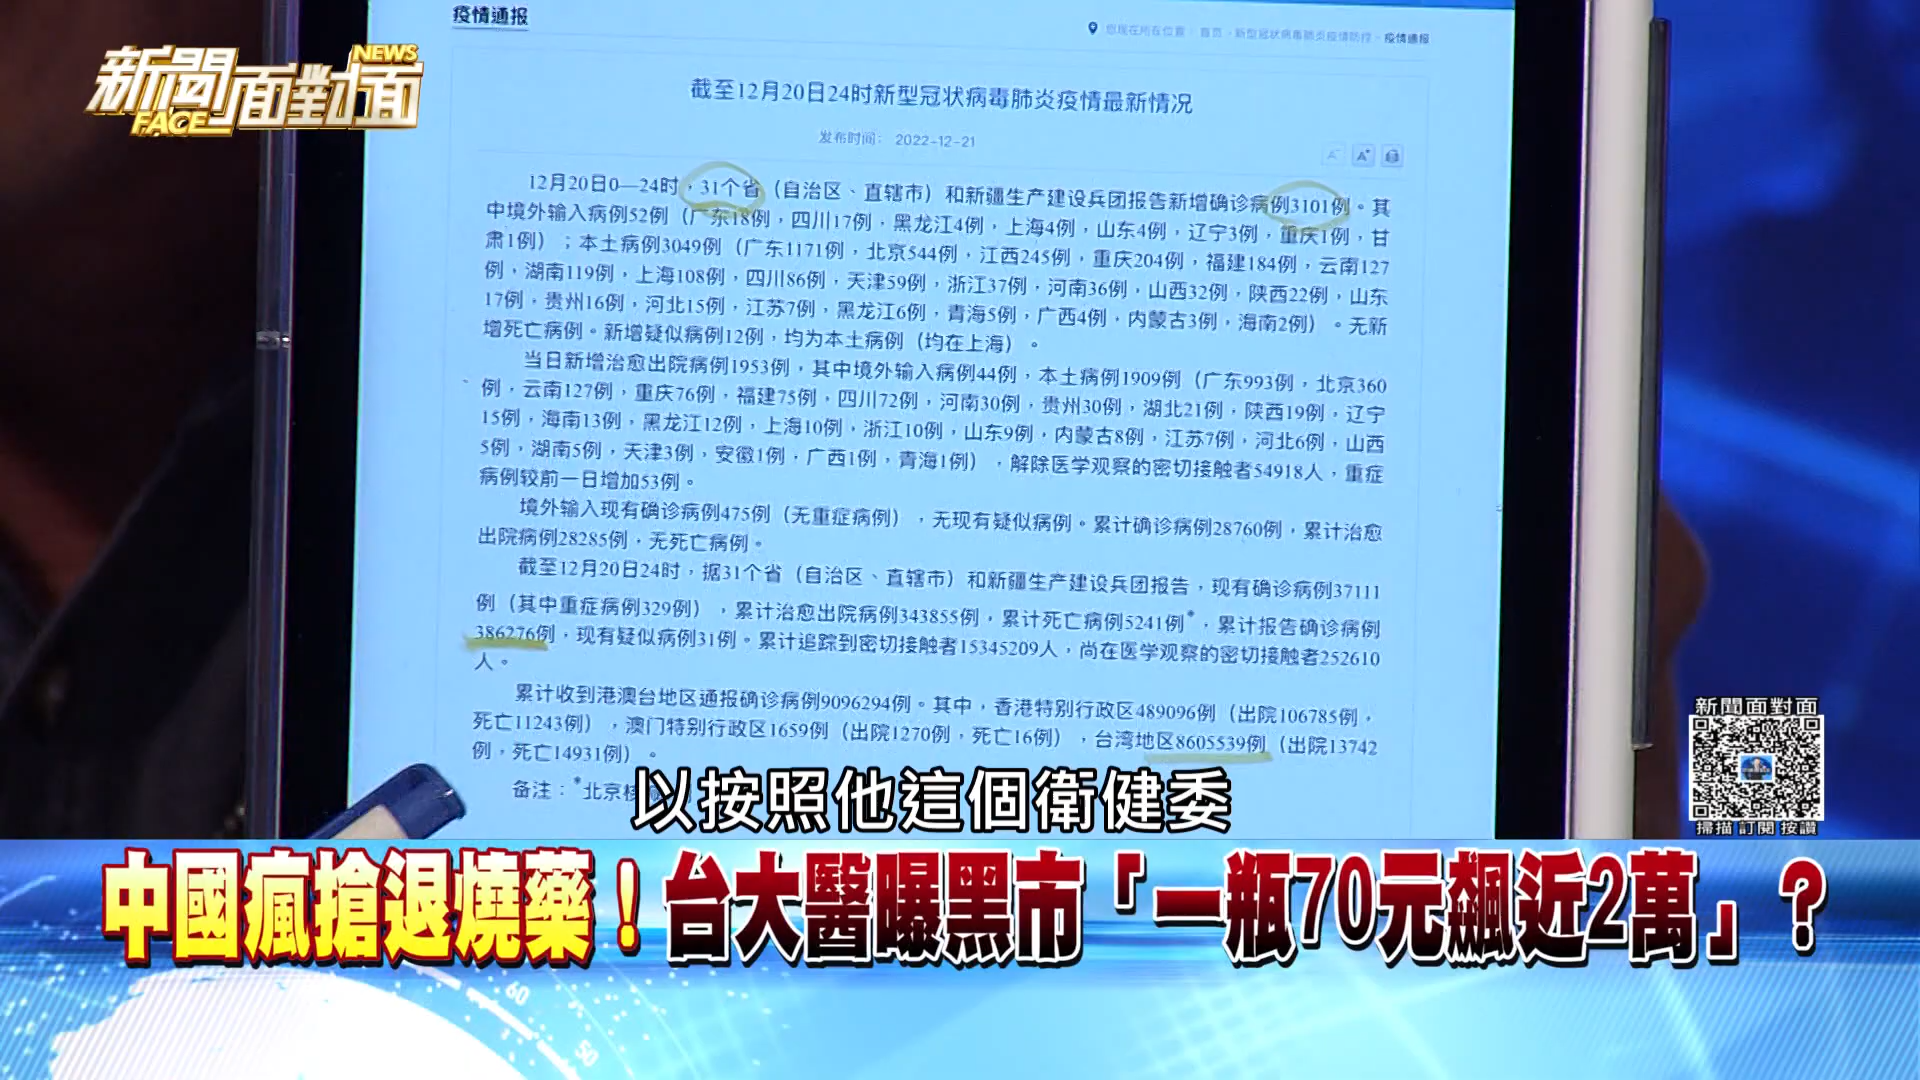 疫情通报
您现在所在位置：首页>新型冠状病毒肺炎疫情防控>疫情通报
新聞面對面
NEWS
FACE
截至12月20日24时新型冠状病毒肺炎疫情最新情况
发布时间： 2022-12-21
12月20日0—24时，31个省（自治区、直辖市）和新疆生产建设兵团报告新增确诊病例3101例。其
中境外输入病例52例（广东18例，四川17例，黑龙江4例，上海4例，山东4例，辽宁3例，重庆1例，甘
肃1例）；本土病例3049例（广东1171例，北京544例，江西245例，重庆204例，福建184例，云南127
例，湖南119例，上海108例，四川86例，天津59例，浙江37例，河南36例，山西32例，陕西22例，山东
17例，贵州16例，河北15例，江苏7例，黑龙江6例，青海5例，广西4例，内蒙古3例，海南2例）。无新
增死亡病例。新增疑似病例12例，均为本土病例（均在上海）。
当日新增治愈出院病例1953例，其中境外输入病例44例，本土病例1909例（广东993例，北京360
例，云南127例，重庆76例，福建75例，四川72例，河南30例，贵州30例，湖北21例，陕西19例，辽宁
15例，海南13例，黑龙江12例，上海10例，浙江10例，山东9例，内蒙古8例，江苏7例，河北6例，山西
5例，湖南5例，天津3例，安徽1例，广西1例，青海1例），解除医学观察的密切接触者54918人，重症
病例较前一日增加53例。
境外输入现有确诊病例475例（无重症病例），无现有疑似病例。累计确诊病例28760例，累计治愈
出院病例28285例，无死亡病例。
截至12月20日24时，据31个省（自治区、直辖市）和新疆生产建设兵团报告，现有确诊病例37111
例（其中重症病例329例），累计治愈出院病例343855例，累计死亡病例5241例*，累计报告确诊病例
386276例，现有疑似病例31例。累计追踪到密切接触者15345209人，尚在医学观察的密切接触者252610
人。
累计收到港澳台地区通报确诊病例9096294例。其中，香港特别行政区489096例（出院106785例，
死亡11243例），澳门特别行政区1659例（出院1270例，死亡16例），台湾地区8605539例（出院13742
例，死亡14931例）。
备注：*北京核
以按照他這個衛健委
新聞面對面
掃描 訂閱 按讚
中國瘋搶退燒藥！台大醫曝黑市「一瓶70元飆近2萬」？
60
50